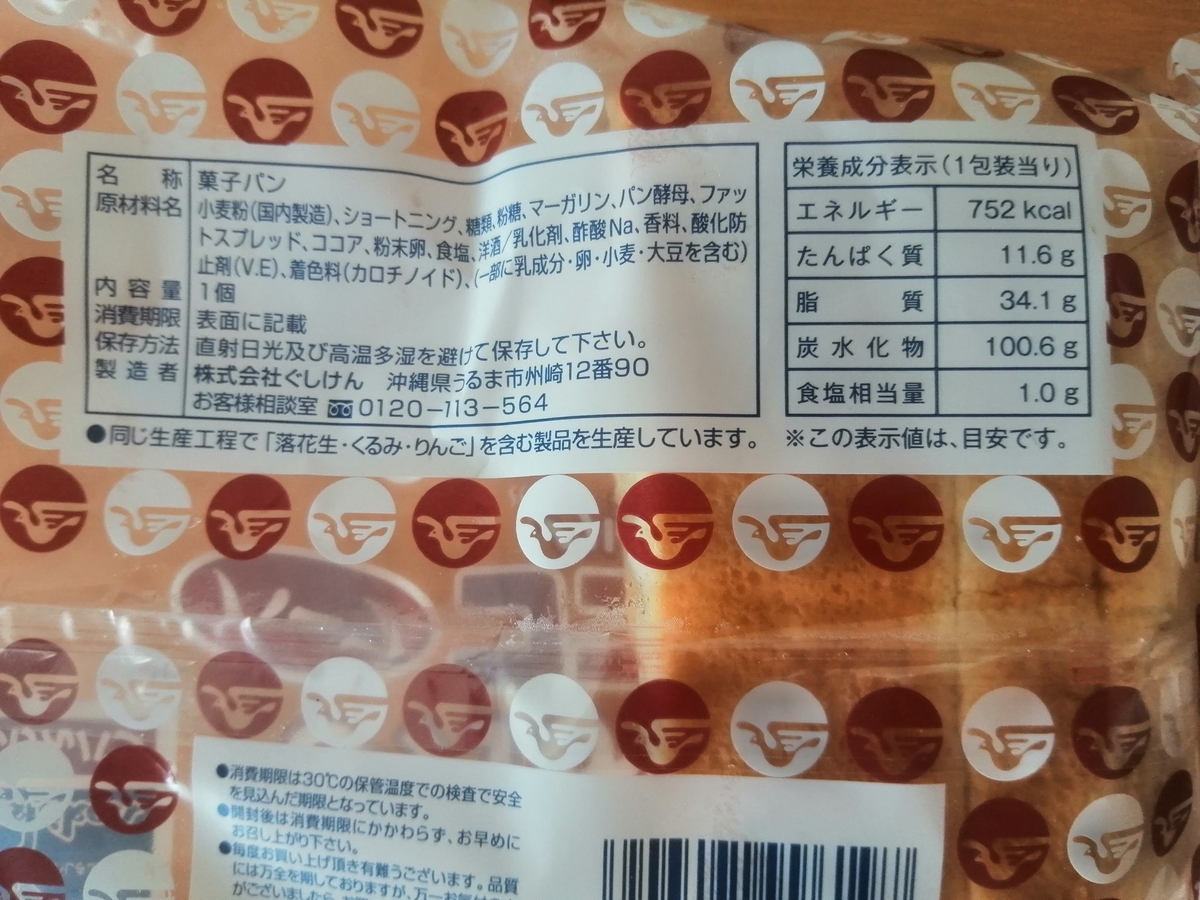 名称 菓子パン
原材料名 小麦粉(国内製造)、ショートニング、糖類、粉糖、マーガリン、パン酵母、ファッ
トスプレッド、ココア、粉末卵、食塩、洋酒/乳化剤、酢酸Na、香料、酸化防
止剤(V.E)、着色料(カロチノイド)、(一部に乳成分・卵・小麦・大豆を含む)
内容量 1個
消費期限 表面に記載
保存方法 直射日光及び高温多湿を避けて保存して下さい。
製造者 株式会社ぐしけん 沖縄県うるま市州崎12番90
お客様相談室 0120-113-564
●同じ生産工程で「落花生・くるみ・りんご」を含む製品を生産しています。
栄養成分表示(1包装当り)
エネルギー 752 kcal
たんぱく質 11.6 g
脂質 34.1 g
炭水化物 100.6 g
食塩相当量 1.0 g
※この表示値は、目安です。
●消費期限は30℃の保管温度での検査で安全
を見込んだ期限となっています。
●開封後は消費期限にかかわらず、お早めに
お召し上がり下さい。
●毎度お買い上げ頂き有難うございます。品質
には万全を期しておりますが、万一お気付き
がございましたら